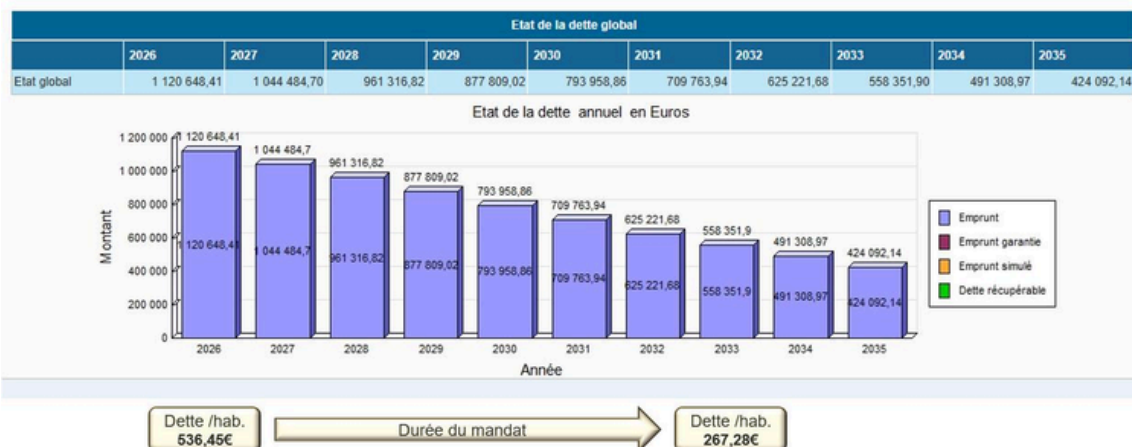 Etat de la dette global
2026 2027 2028 2029 2030 2031 2032 2033 2034 2035
Etat global 1 120 648,41 1 044 484,70 961 316,82 877 809,02 793 958,86 709 763,94 625 221,68 558 351,90 491 308,97 424 092,14
Etat de la dette annuel en Euros
Montant
1 200 000
1 000 000
800 000
600 000
400 000
200 000
0
1 120 648,41
1 044 484,7
961 316,82
877 809,02
793 958,86
709 763,94
625 221,68
558 351,9
491 308,97
424 092,14
1 120 648,41
1 044 484,7
961 316,82
877 809,02
793 958,86
709 763,94
625 221,68
558 351,9
491 308,97
424 092,14
2026 2027 2028 2029 2030 2031 2032 2033 2034 2035
Année
Emprunt
Emprunt garantie
Emprunt simulé
Dette récupérable
Dette /hab.
536,45€
Durée du mandat
Dette /hab.
267,28€